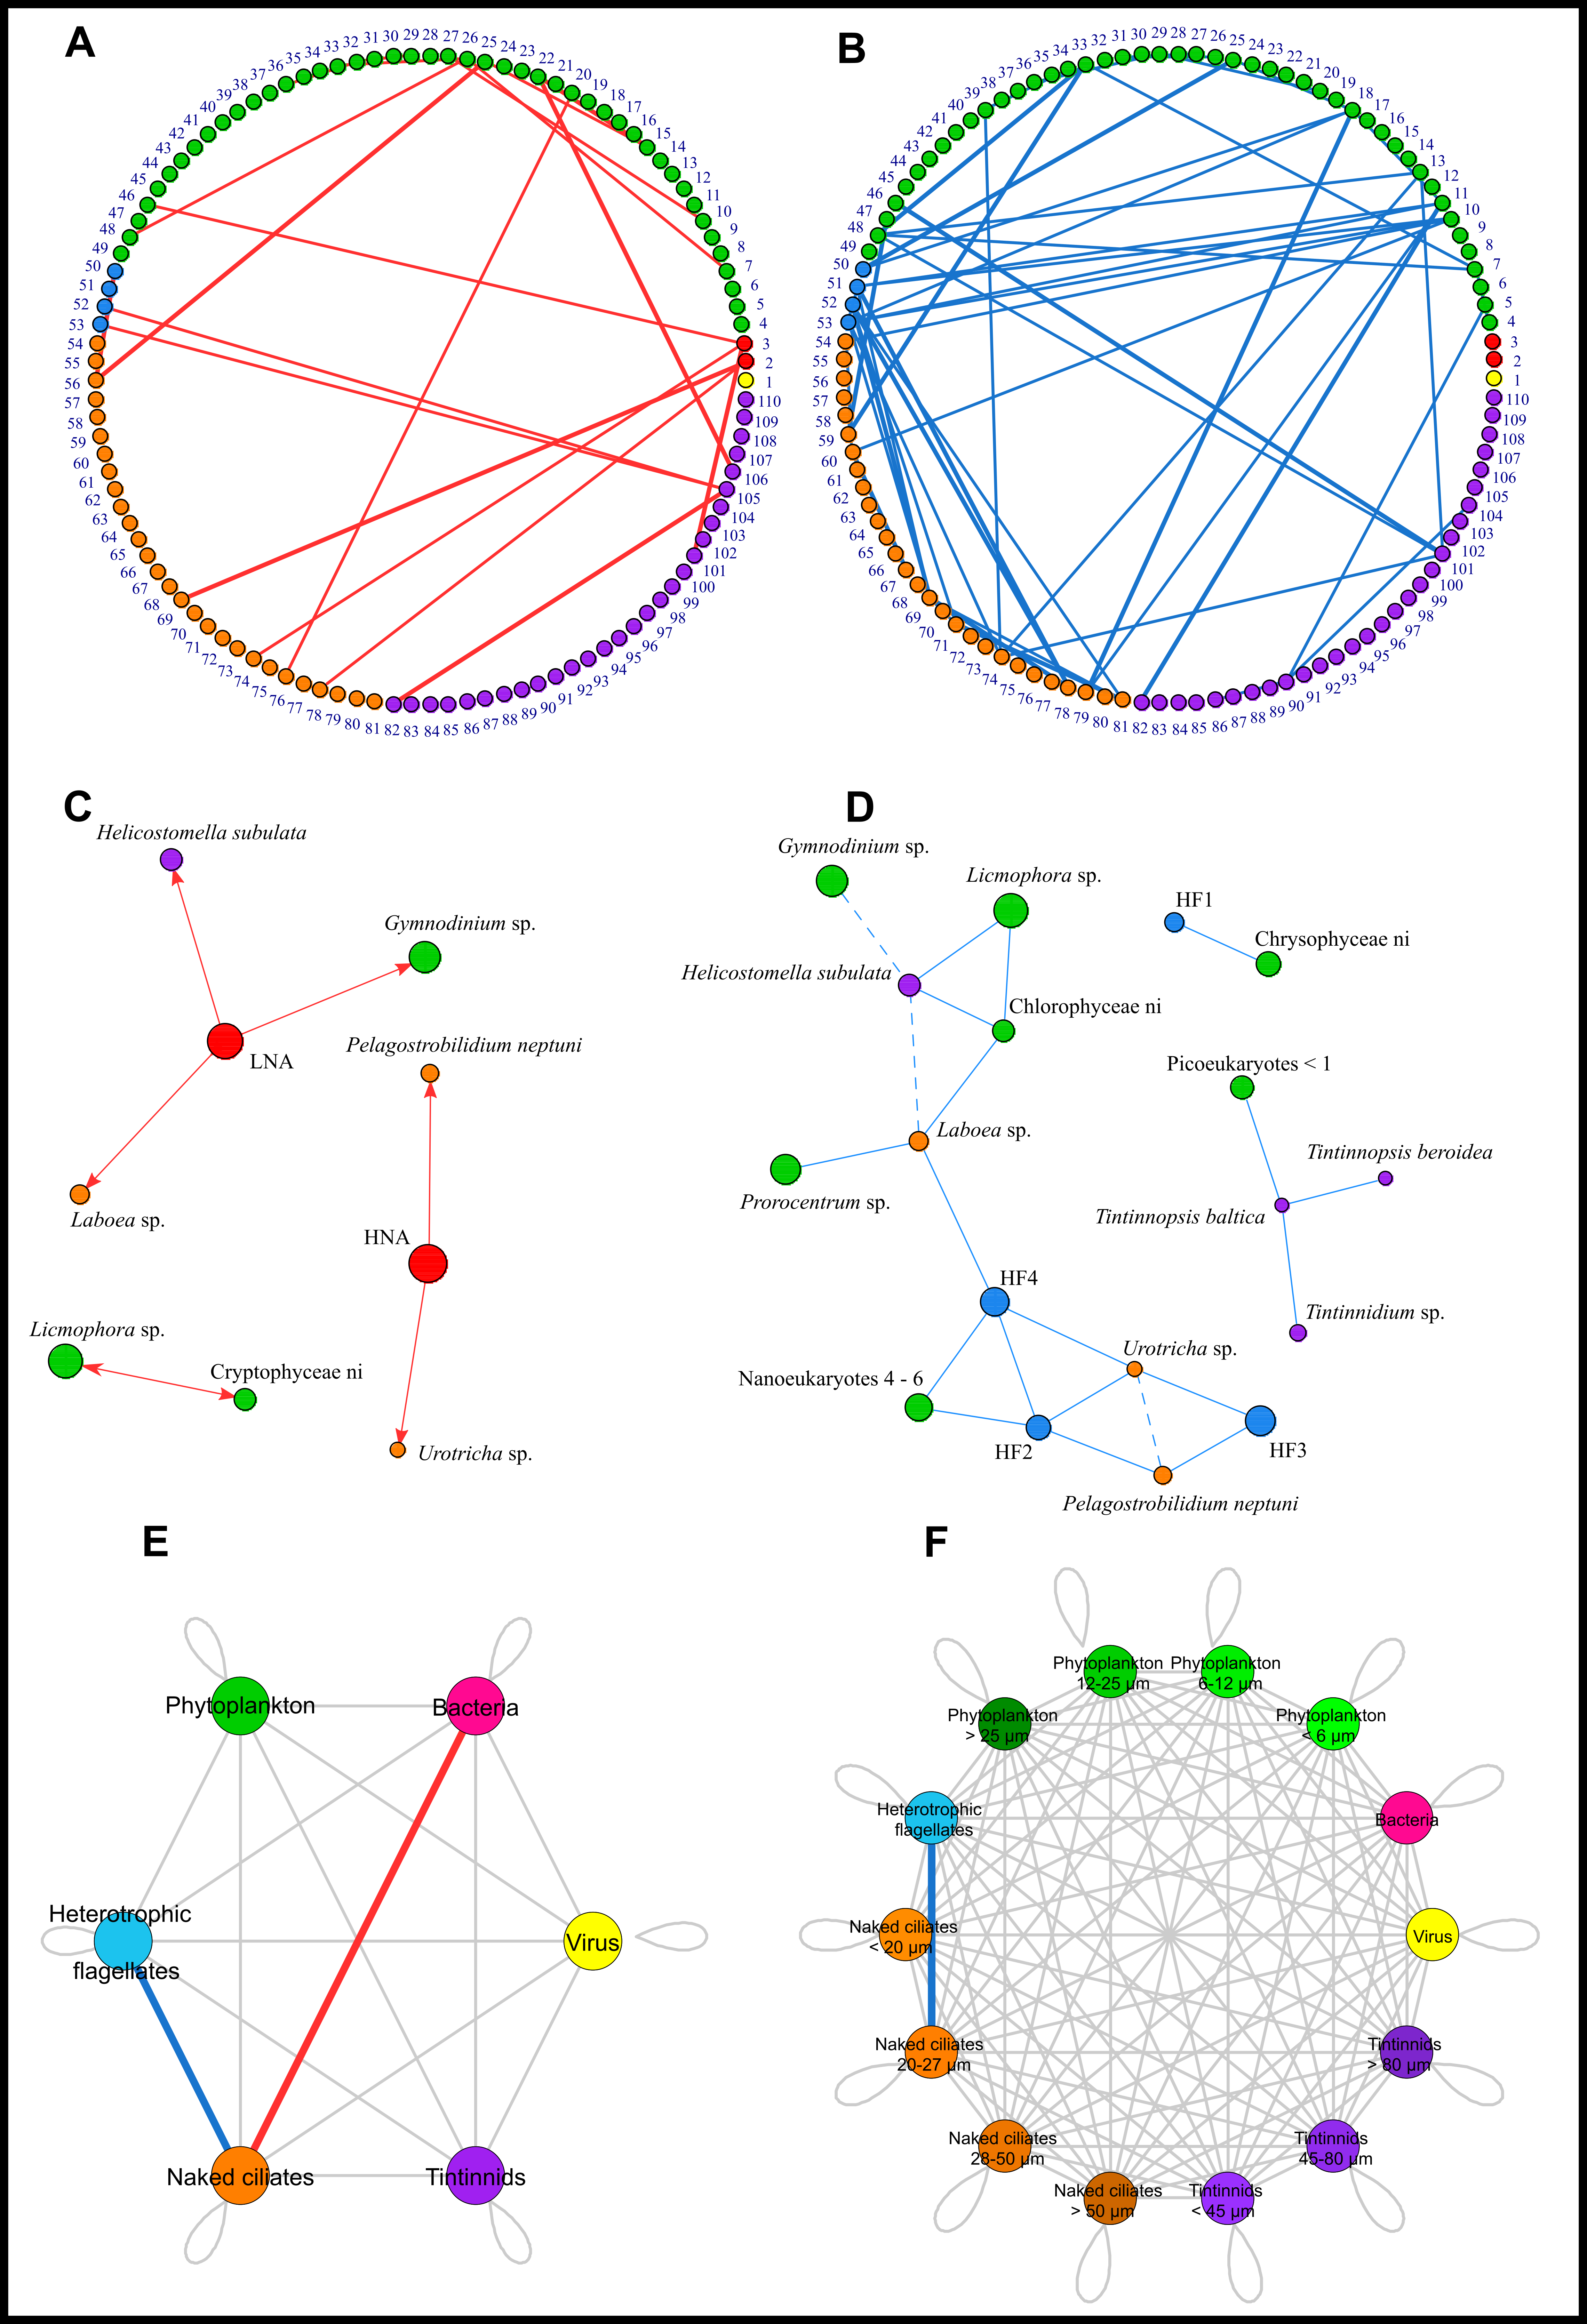 A
35 34 33 32 31 30 29 28 27 26 25 24 23 22 21 20 19 18 17 16 15 14 13 12 11 10 9 8 7 6 5 4 3 2 1
36 37 38 39 40 41 42 43 44 45 46 47 48 49 50 51 52 53 54 55 56 57 58 59 60 61 62 63 64 65 66 67 68 69 70 71 72 73 74 75 76 77 78 79 80 81 82 83 84 85 86 87 88 89 90 91 92 93 94 95 96 97 98 99 100 101 102 103 104 105 106 107 108 109 110
B
35 34 33 32 31 30 29 28 27 26 25 24 23 22 21 20 19 18 17 16 15 14 13 12 11 10 9 8 7 6 5 4 3 2 1
36 37 38 39 40 41 42 43 44 45 46 47 48 49 50 51 52 53 54 55 56 57 58 59 60 61 62 63 64 65 66 67 68 69 70 71 72 73 74 75 76 77 78 79 80 81 82 83 84 85 86 87 88 89 90 91 92 93 94 95 96 97 98 99 100 101 102 103 104 105 106 107 108 109 110
C
Helicostomella subulata
Gymnodinium sp.
LNA
Pelagostrobilidium neptuni
Laboea sp.
HNA
Licmophora sp.
Cryptophyceae ni
Urotricha sp.
D
Gymnodinium sp.
Licmophora sp.
HF1
Chrysophyceae ni
Helicostomella subulata
Chlorophyceae ni
Picoeukaryotes < 1
Laboea sp.
Tintinnopsis beroidea
Prorocentrum sp.
Tintinnopsis baltica
HF4
Tintinnidium sp.
Urotricha sp.
Nanoeukaryotes 4 - 6
HF2
HF3
Pelagostrobilidium neptuni
E
Phytoplankton
Bacteria
Heterotrophic
flagellates
Virus
Naked ciliates
Tintinnids
F
Phytoplankton
12-25 µm
Phytoplankton
6-12 µm
Phytoplankton
> 25 µm
Phytoplankton
< 6 µm
Heterotrophic
flagellates
Bacteria
Naked ciliates
< 20 µm
Virus
Naked ciliates
20-27 µm
Tintinnids
> 80 µm
Naked ciliates
28-50 µm
Tintinnids
45-80 µm
Naked ciliates
> 50 µm
Tintinnids
< 45 µm